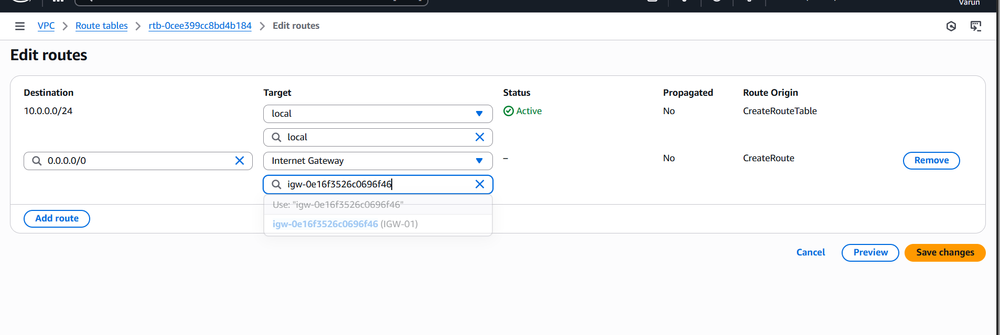 Varun
VPC > Route tables > rtb-0cee399cc8bd4b184 > Edit routes
Edit routes
Destination Target Status Propagated Route Origin
10.0.0.0/24 local Active No CreateRouteTable
local
0.0.0.0/0 Internet Gateway – No CreateRoute Remove
igw-0e16f3526c0696f46
Use: "igw-0e16f3526c0696f46"
Add route igw-0e16f3526c0696f46 (IGW-01)
Cancel Preview Save changes